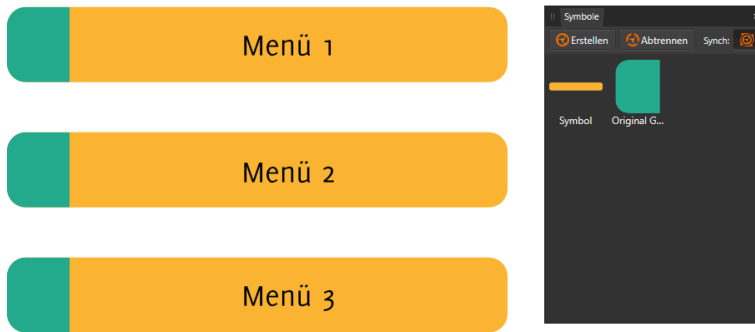 Menü 1
Menü 2
Menü 3
Symbole
Erstellen Abtrennen Synch:
Symbol Original G...